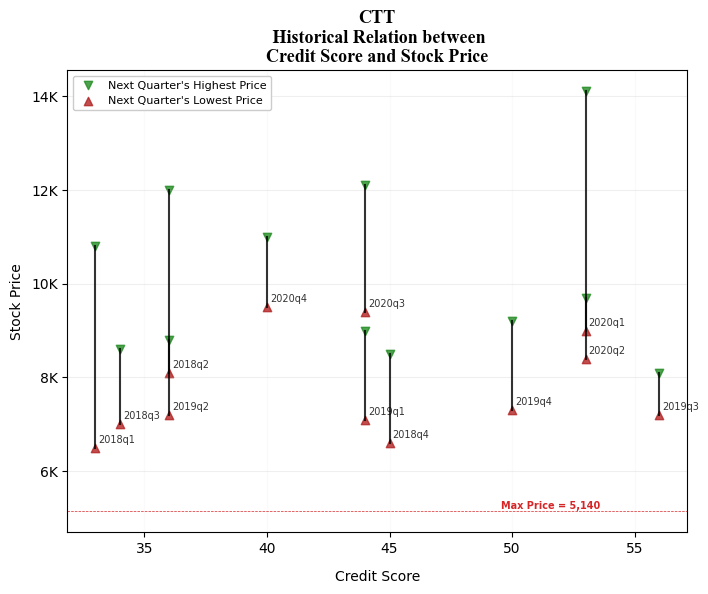 CTT
Historical Relation between
Credit Score and Stock Price
Next Quarter's Highest Price
Next Quarter's Lowest Price
14K
12K
10K
8K
6K
Stock Price
2020q4
2020q3
2020q1
2020q2
2018q2
2019q2
2018q3
2018q1
2019q1
2018q4
2019q4
2019q3
Max Price = 5,140
35
40
45
50
55
Credit Score